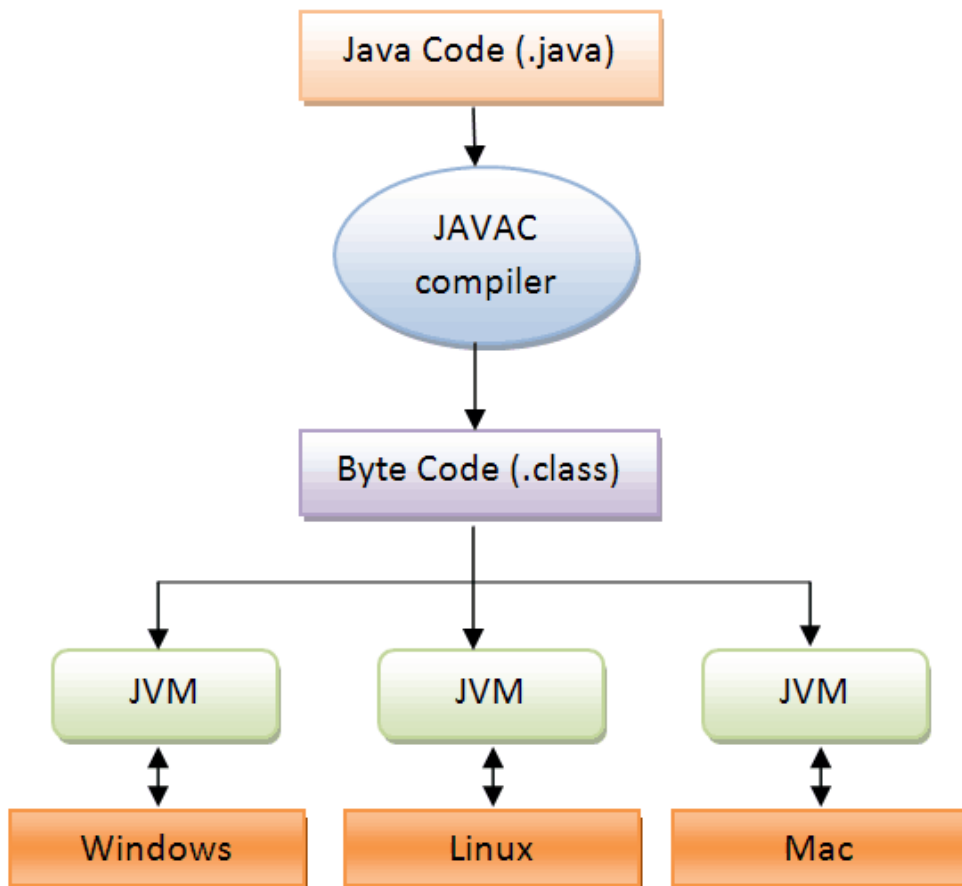 Java Code (.java)
JAVAC
compiler
Byte Code (.class)
JVM
JVM
JVM
Windows
Linux
Mac